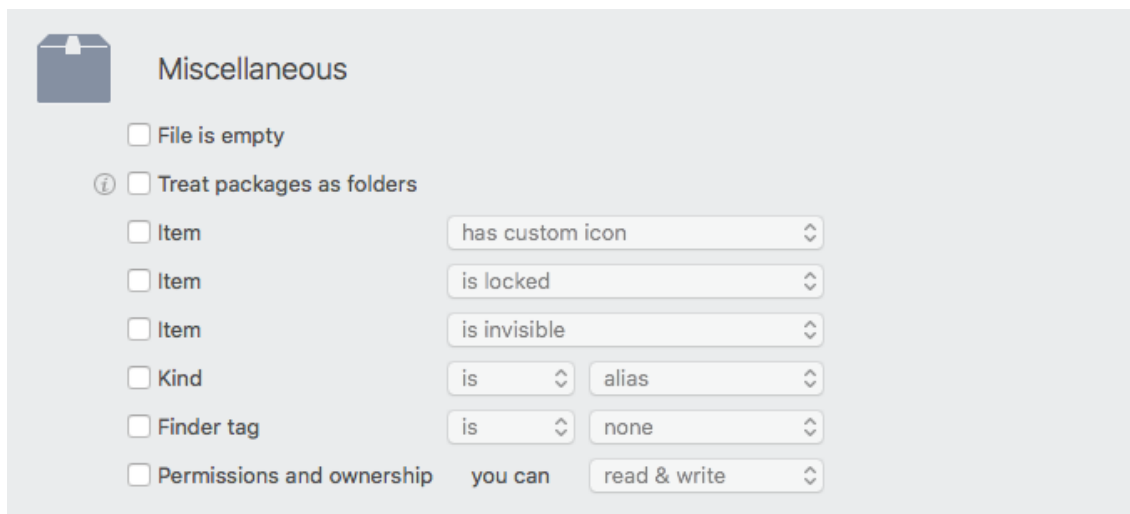 Miscellaneous
File is empty
i Treat packages as folders
Item has custom icon
Item is locked
Item is invisible
Kind is alias
Finder tag is none
Permissions and ownership you can read & write